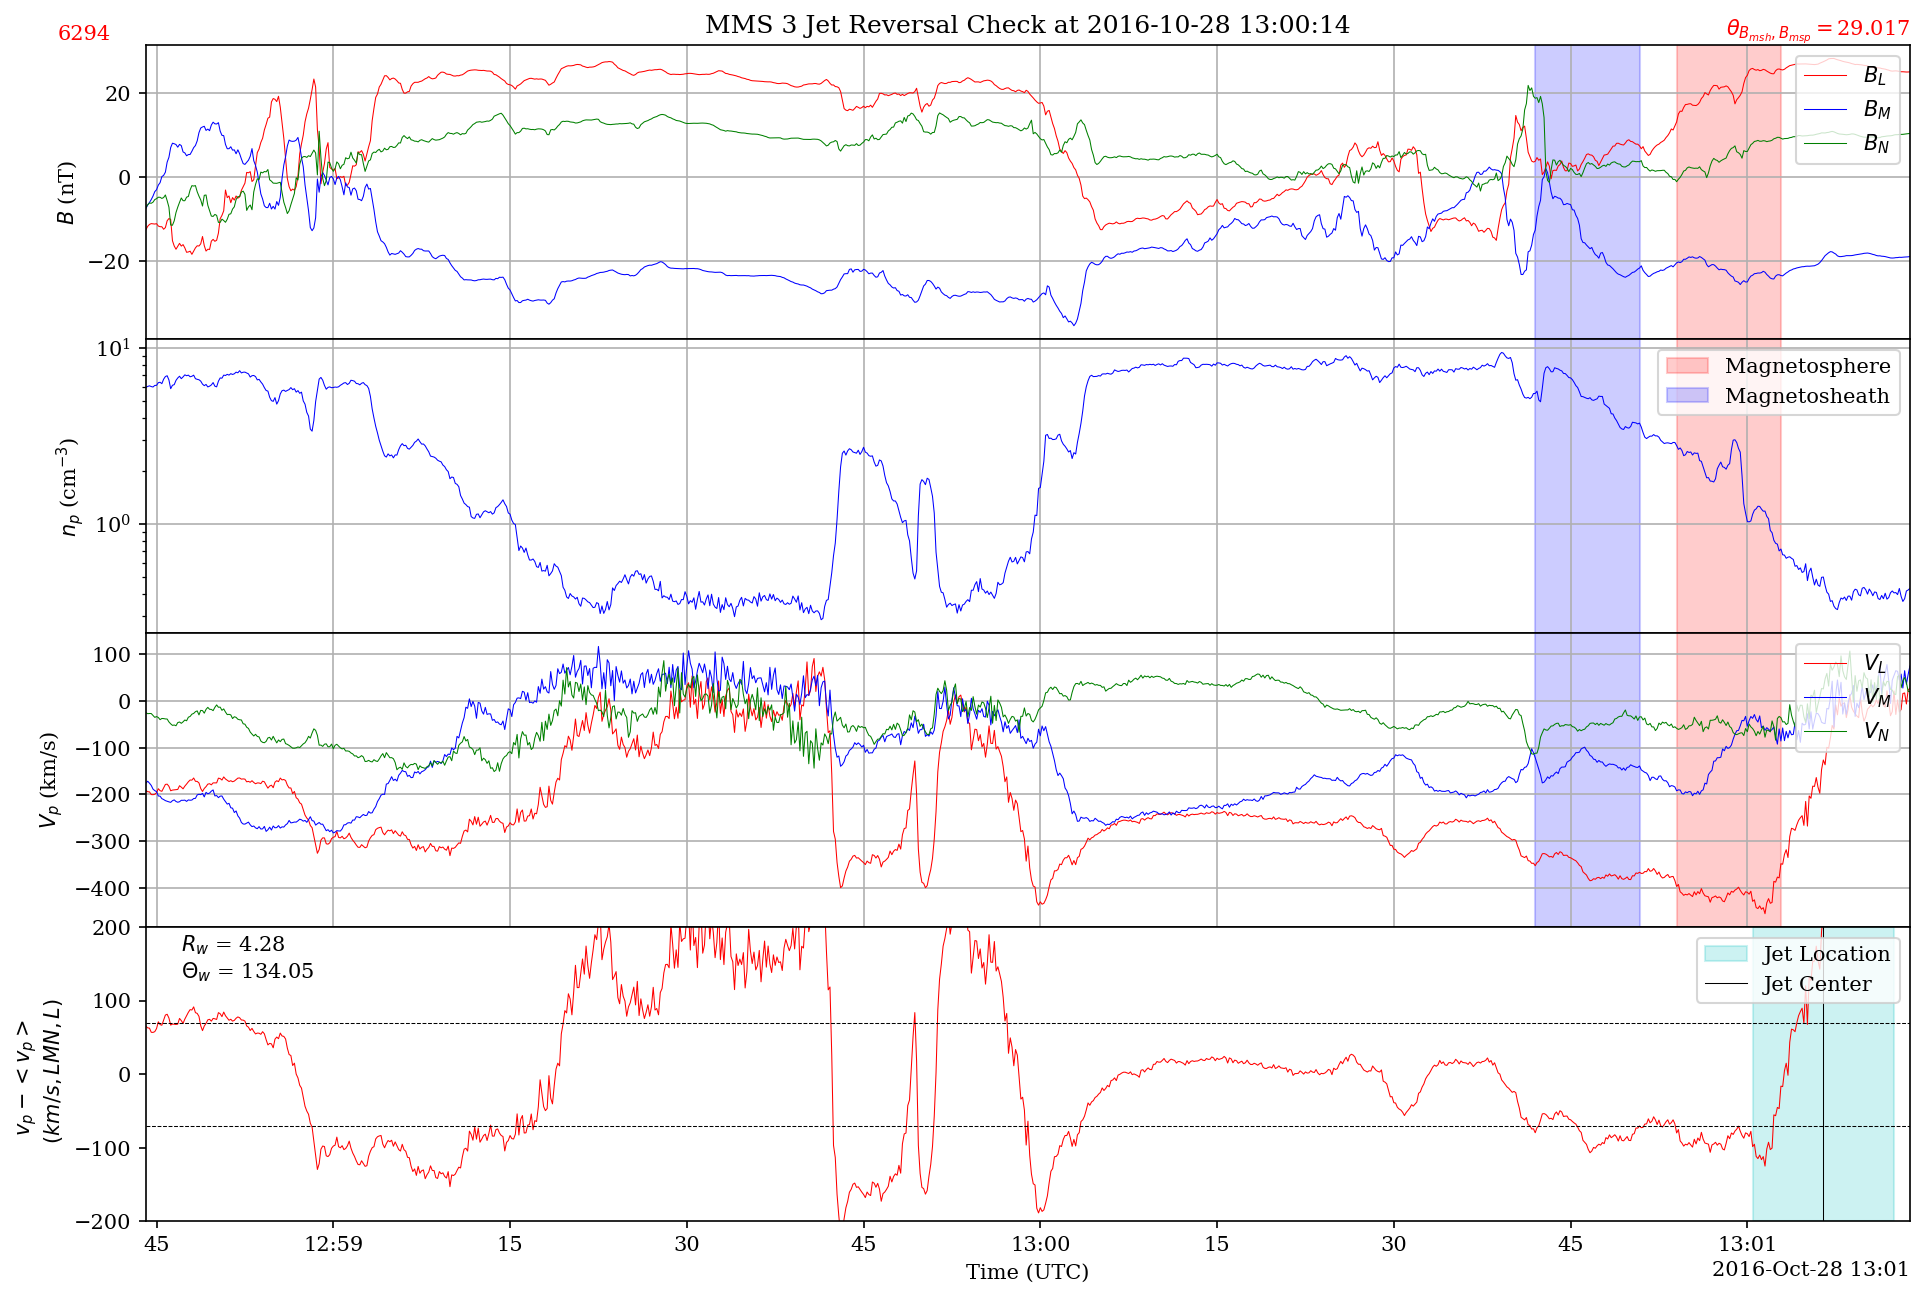 MMS 3 Jet Reversal Check at 2016-10-28 13:00:14
6294
θ_{B_{msh}, B_{msp}} = 29.017
B (nT)
20
0
−20
B_L
B_M
B_N
n_p (cm^{−3})
10^1
10^0
Magnetosphere
Magnetosheath
V_p (km/s)
100
0
−100
−200
−300
−400
V_L
V_M
V_N
v_p − < v_p >
(km/s, LMN, L)
200
100
0
−100
−200
R_w = 4.28
Θ_w = 134.05
Jet Location
Jet Center
45 12:59 15 30 45 13:00 15 30 45 13:01
Time (UTC)
2016-Oct-28 13:01